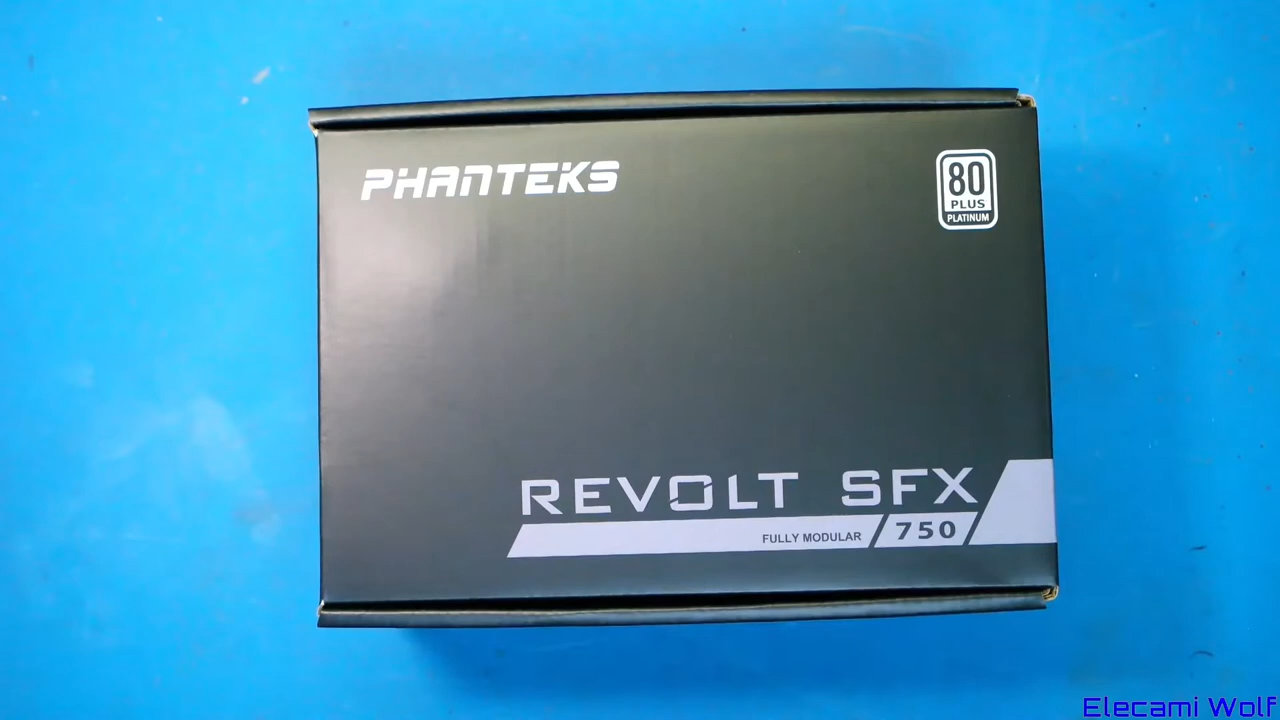 PHANTEKS
80
PLUS
PLATINUM
REVOLT SFX
FULLY MODULAR
750
Elecami Wolf